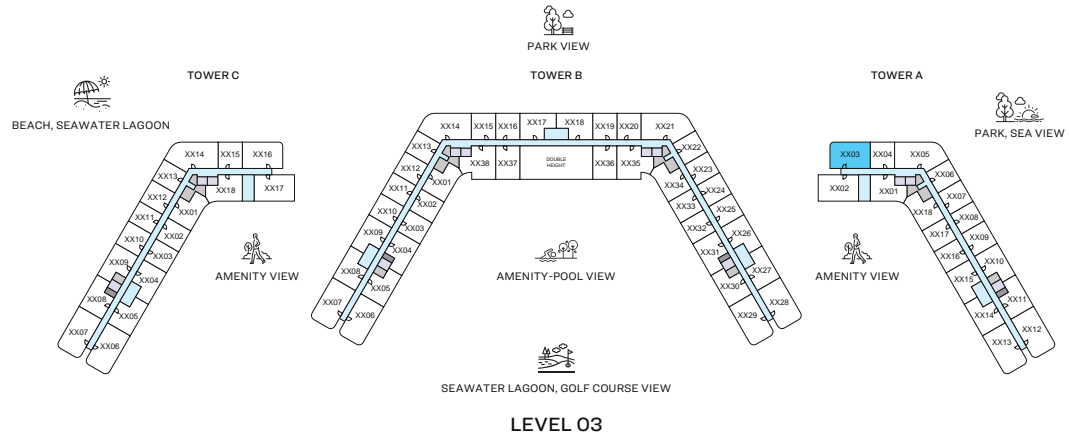 PARK VIEW
TOWER C
TOWER B
TOWER A
BEACH, SEAWATER LAGOON
PARK, SEA VIEW
XX14 XX15 XX16
XX13
XX18 XX17
XX12 XX01
XX11 XX02
XX10 XX03
XX09 XX04
XX08 XX05
XX07 XX06
AMENITY VIEW
XX14 XX15 XX16 XX17 XX18 XX19 XX20 XX21
XX13 XX38 XX37 DOUBLE XX36 XX35 XX22
HEIGHT
XX12 XX01 XX34 XX23
XX11 XX02 XX33 XX24
XX10 XX03 XX32 XX25
XX09 XX04 XX31 XX26
XX08 XX05 XX30 XX27
XX07 XX06 XX29 XX28
AMENITY-POOL VIEW
XX03 XX04 XX05
XX02 XX01 XX06
XX18 XX07
XX17 XX08
XX16 XX09
XX15 XX10
XX14 XX11
XX13 XX12
AMENITY VIEW
SEAWATER LAGOON, GOLF COURSE VIEW
LEVEL 03